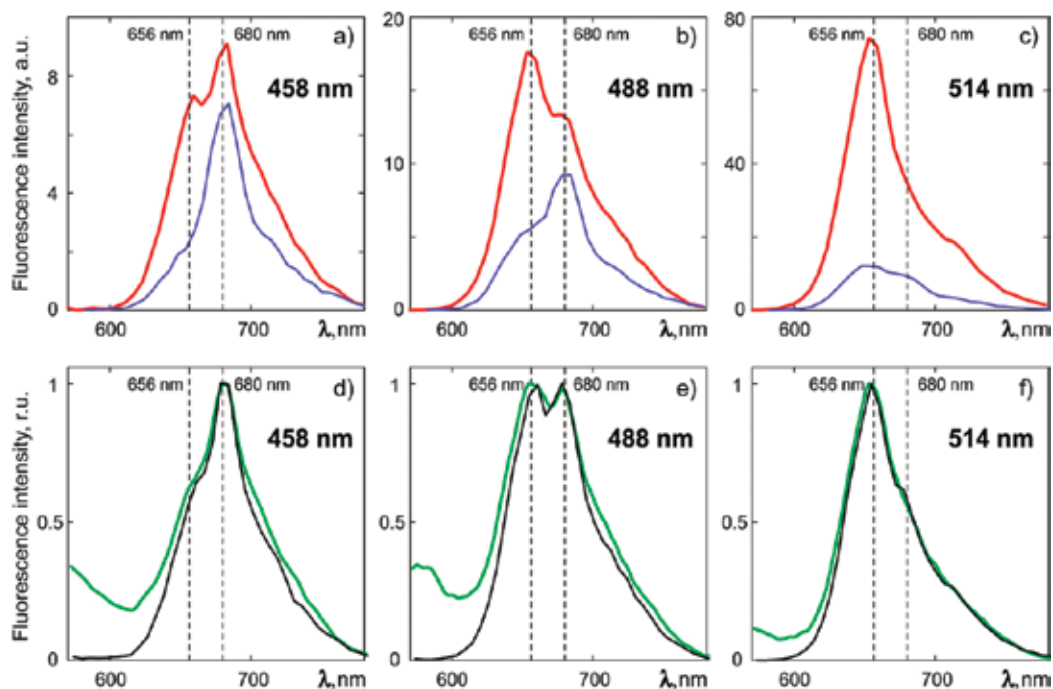 Fluorescence intensity, a.u.
0
4
8
656 nm
680 nm
a)
458 nm
600
700
λ,nm
0
10
20
656 nm
680 nm
b)
488 nm
600
700
λ,nm
0
40
80
656 nm
680 nm
c)
514 nm
600
700
λ,nm
Fluorescence intensity, r.u.
0
0.5
1
656 nm
680 nm
d)
458 nm
600
700
λ,nm
0
0.5
1
656 nm
680 nm
e)
488 nm
600
700
λ,nm
0
0.5
1
656 nm
680 nm
f)
514 nm
600
700
λ,nm